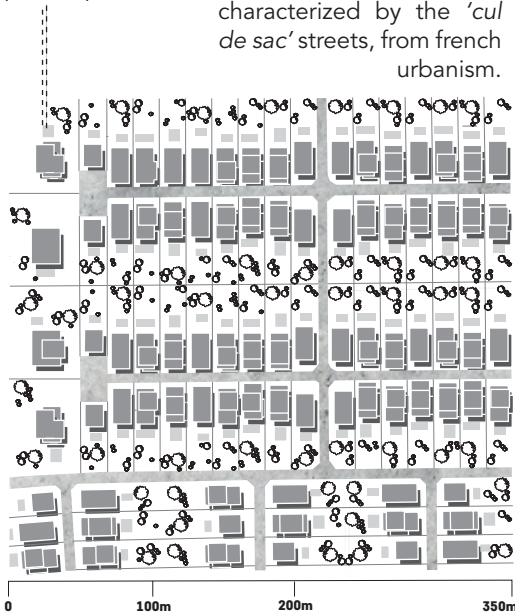 characterized by the ‘cul
de sac’ streets, from french
urbanism.
0 100m 200m 350m